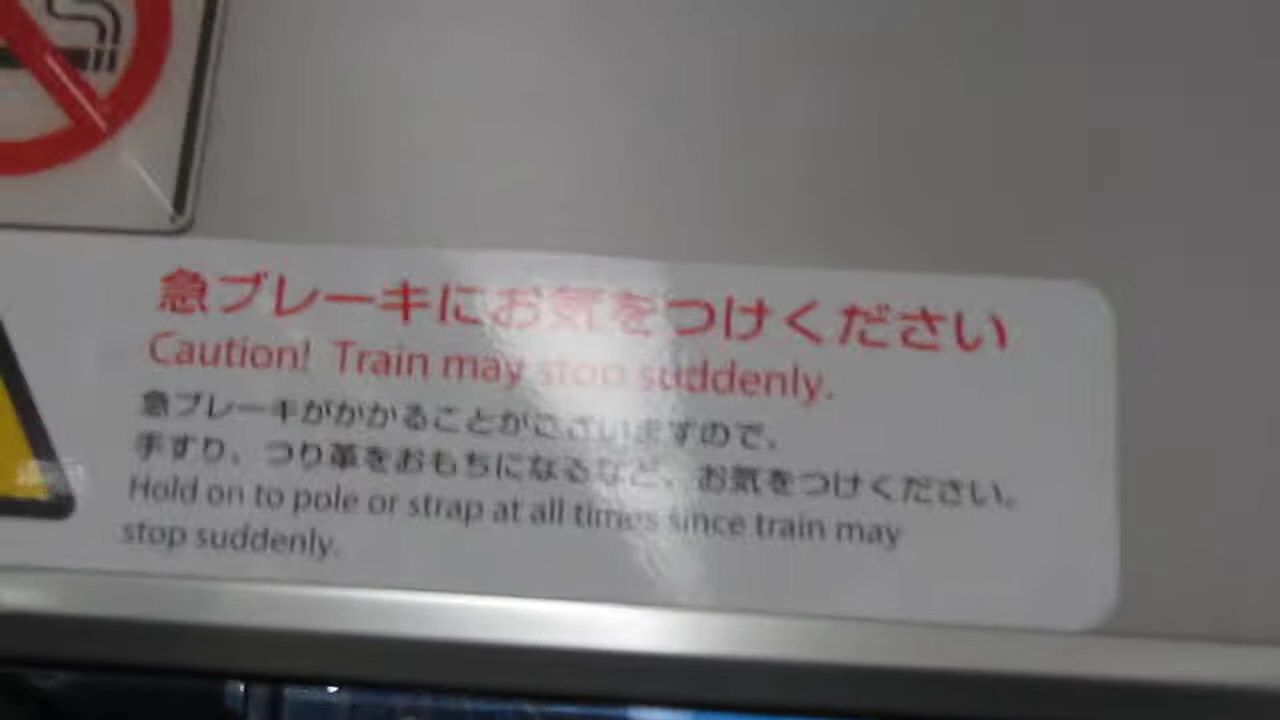 急ブレーキにお気をつけください
Caution! Train may stop suddenly.
急ブレーキがかかることがございますので、
手すり、つり革をおもちになるなど、お気をつけください。
Hold on to pole or strap at all times since train may
stop suddenly.